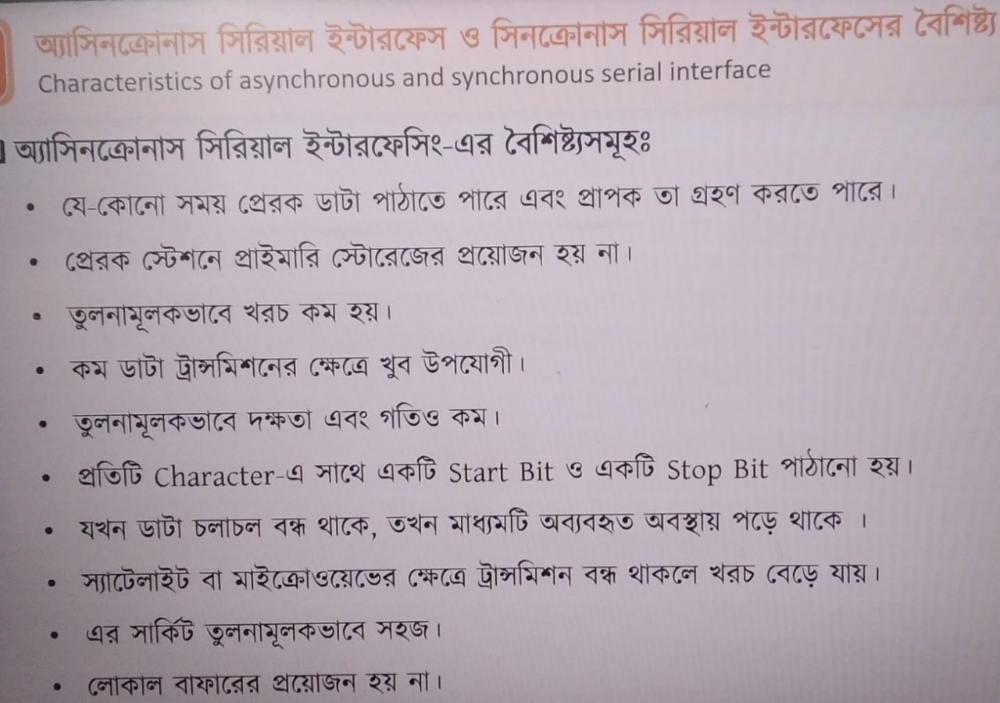 অ্যাসিনক্রোনাস সিরিয়াল ইন্টারফেস ও সিনক্রোনাস সিরিয়াল ইন্টারফেসের বৈশিষ্ট্য
Characteristics of asynchronous and synchronous serial interface
অ্যাসিনক্রোনাস সিরিয়াল ইন্টারফেসিং-এর বৈশিষ্ট্যসমূহঃ
• যে-কোনো সময় প্রেরক ডাটা পাঠাতে পারে এবং প্রাপক তা গ্রহণ করতে পারে।
• প্রেরক স্টেশনে প্রাইমারি স্টোরেজের প্রয়োজন হয় না।
• তুলনামূলকভাবে খরচ কম হয়।
• কম ডাটা ট্রান্সমিশনের ক্ষেত্রে খুব উপযোগী।
• তুলনামূলকভাবে দক্ষতা এবং গতিও কম।
• প্রতিটি Character-এ সাথে একটি Start Bit ও একটি Stop Bit পাঠানো হয়।
• যখন ডাটা চলাচল বন্ধ থাকে, তখন মাধ্যমটি অব্যবহৃত অবস্থায় পড়ে থাকে ।
• স্যাটেলাইট বা মাইক্রোওয়েভের ক্ষেত্রে ট্রান্সমিশন বন্ধ থাকলে খরচ বেড়ে যায়।
• এর সার্কিট তুলনামূলকভাবে সহজ।
• লোকাল বাফারের প্রয়োজন হয় না।